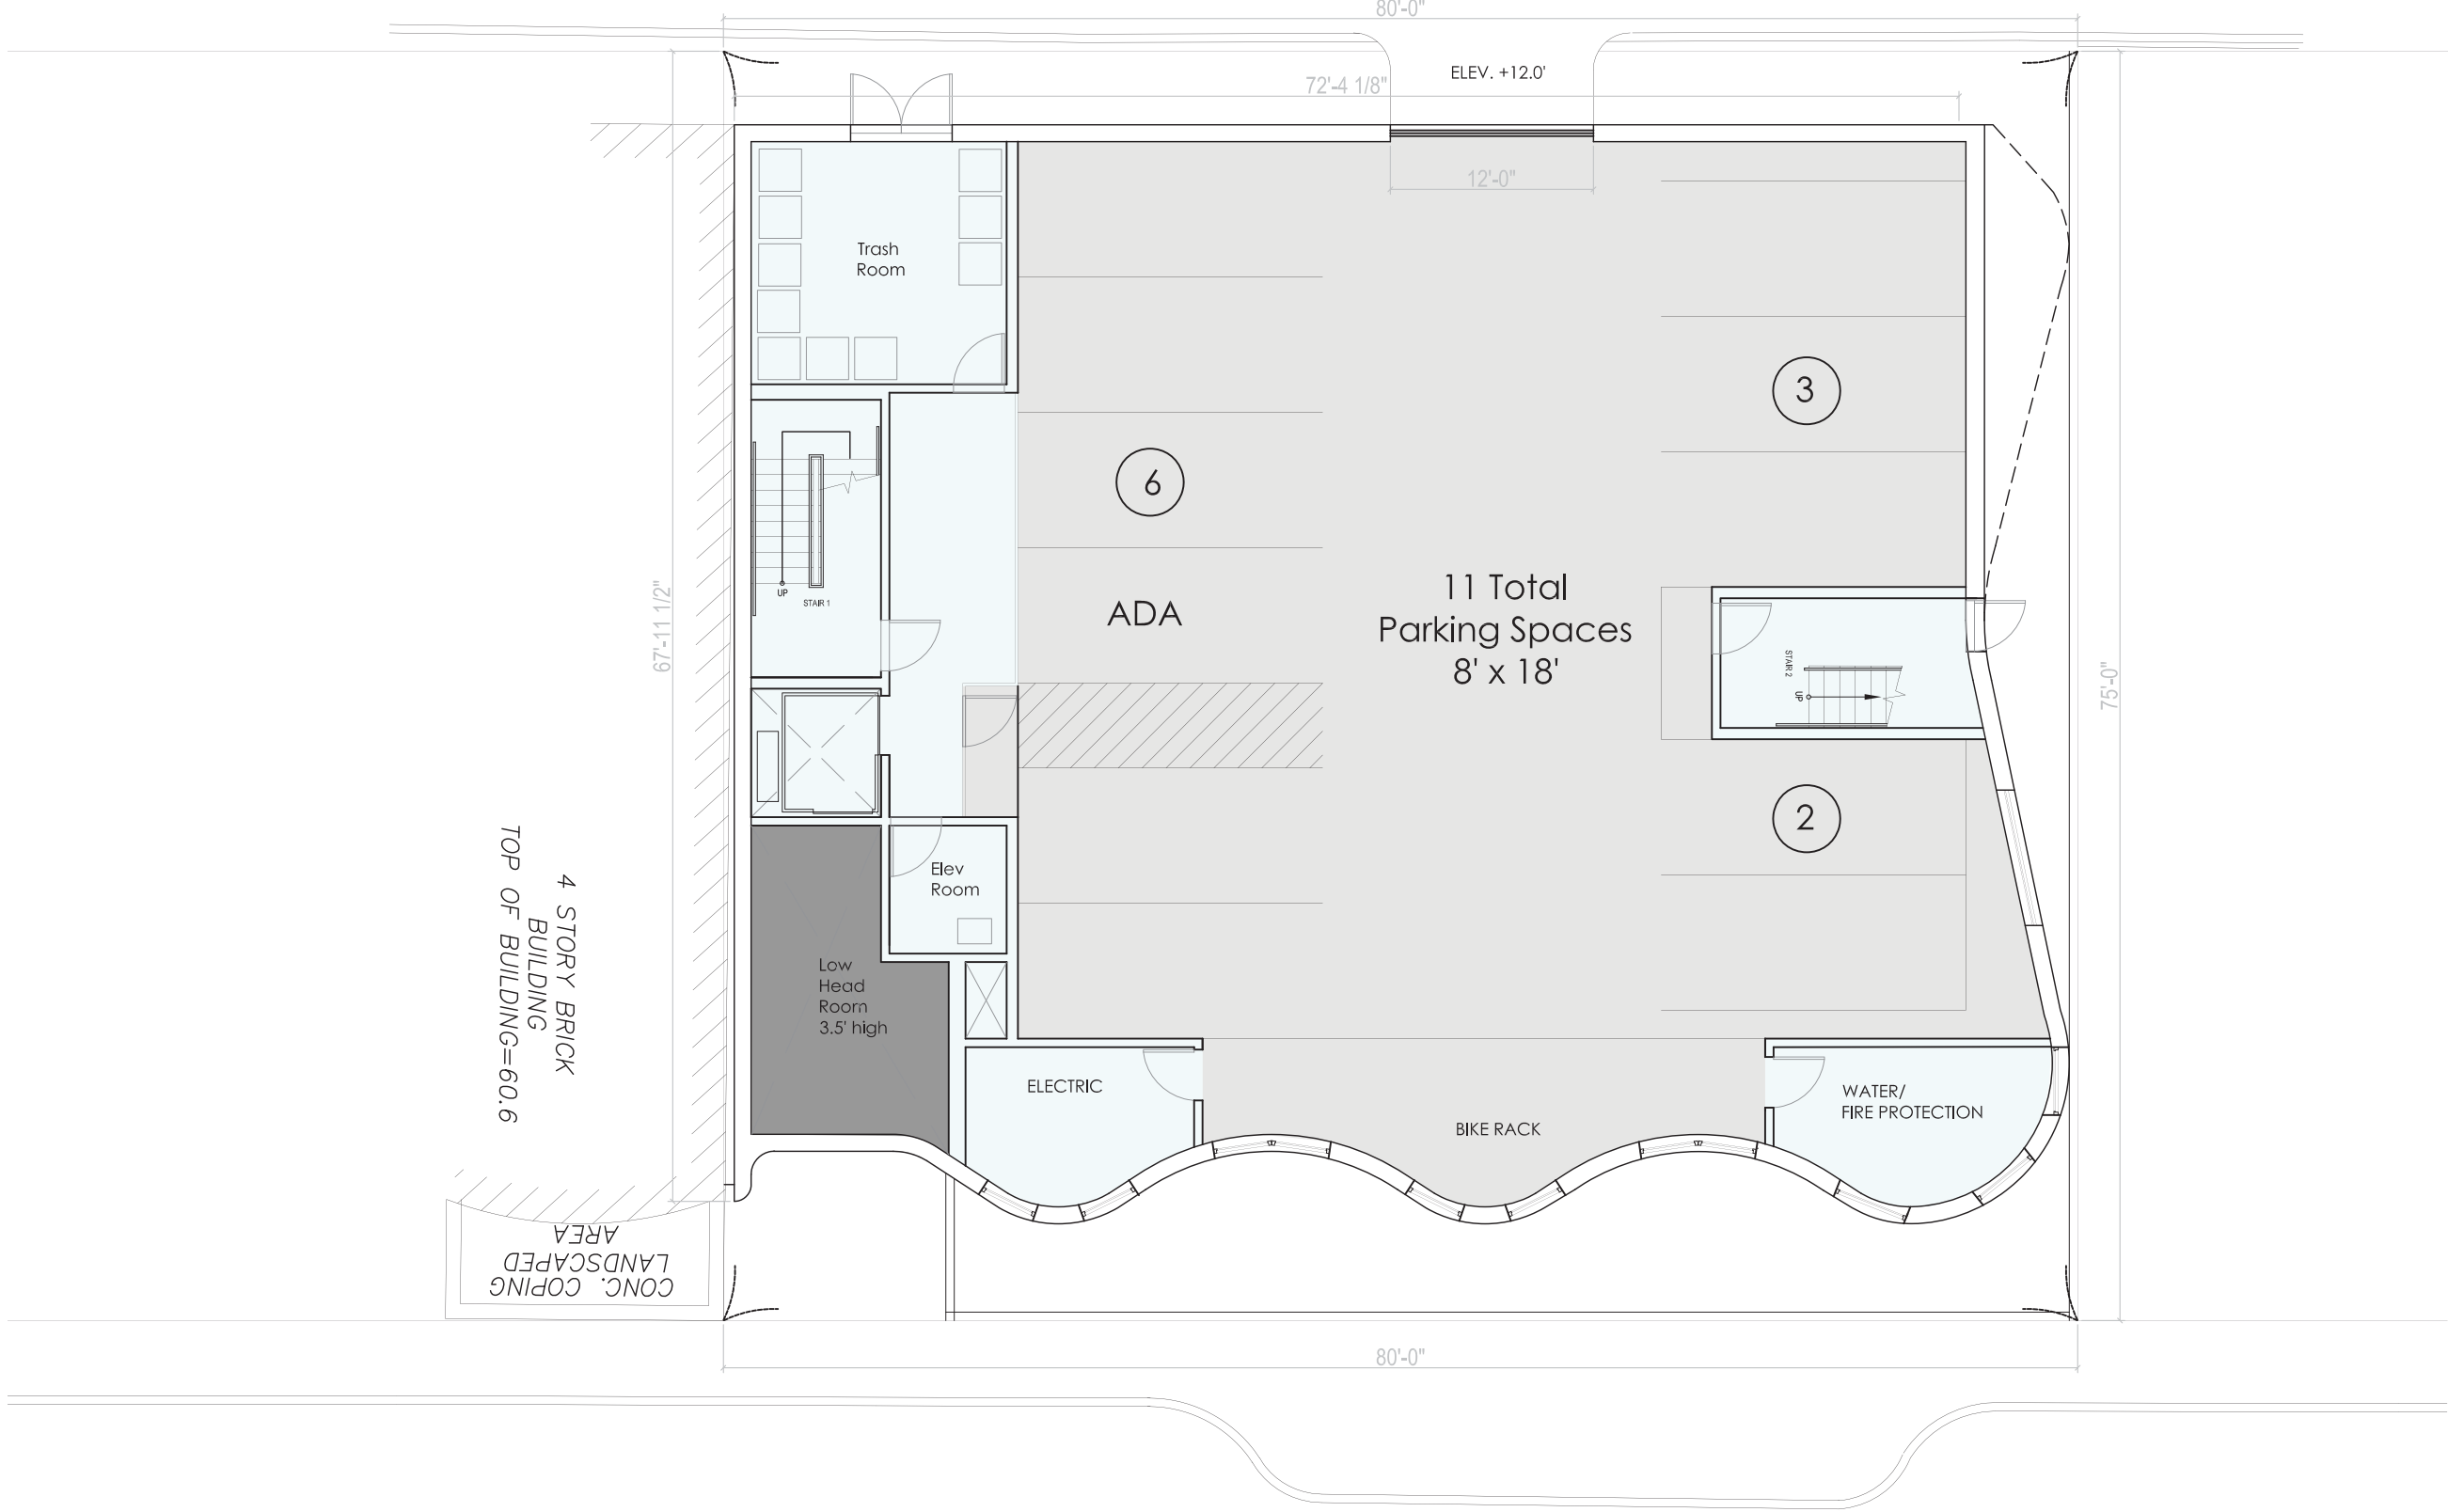 80'-0"
ELEV. +12.0'
72'-4 1/8"
12'-0"
Trash
Room
3
6
UP
STAIR 1
11 Total
Parking Spaces
8' x 18'
ADA
STAIR 2
UP
67'-11 1/2"
75'-0"
2
4 STORY BRICK
BUILDING
TOP OF BUILDING=60.6
Elev
Room
Low
Head
Room
3.5' high
ELECTRIC
BIKE RACK
WATER/
FIRE PROTECTION
CONC. COPING
LANDSCAPED
AREA
80'-0"